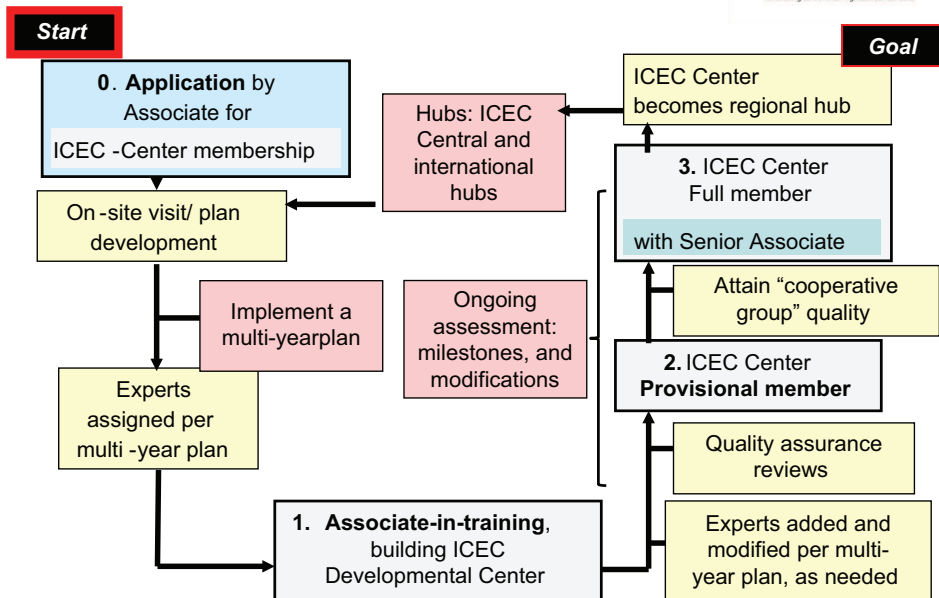 Start
0. Application by
Associate for
ICEC -Center membership
On -site visit/ plan
development
Implement a
multi-yearplan
Experts
assigned per
multi -year plan
1. Associate-in-training,
building ICEC
Developmental Center
Hubs: ICEC
Central and
international
hubs
Ongoing
assessment:
milestones, and
modifications
Goal
ICEC Center
becomes regional hub
3. ICEC Center
Full member
with Senior Associate
Attain “cooperative
group” quality
2. ICEC Center
Provisional member
Quality assurance
reviews
Experts added and
modified per multi-
year plan, as needed